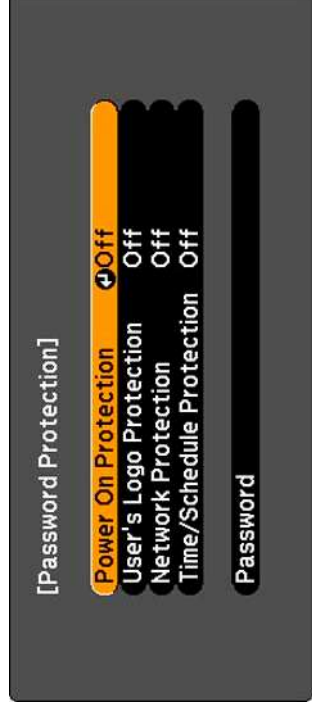 [Password Protection]
Power On Protection Off
User's Logo Protection Off
Network Protection Off
Time/Schedule Protection Off
Password